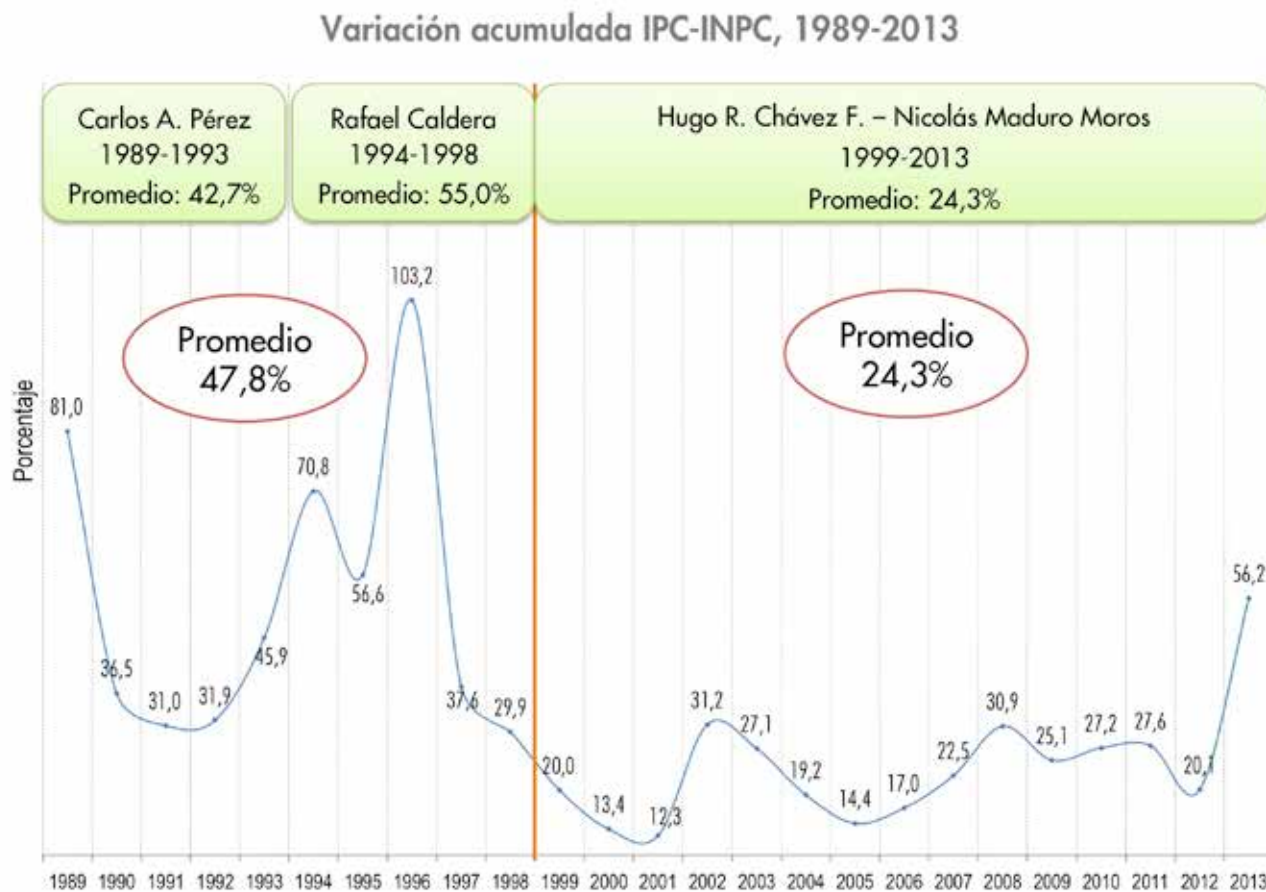 Variación acumulada IPC-INPC, 1989-2013
Carlos A. Pérez
1989-1993
Promedio: 42,7%
Rafael Caldera
1994-1998
Promedio: 55,0%
Hugo R. Chávez F. – Nicolás Maduro Moros
1999-2013
Promedio: 24,3%
Promedio
47,8%
Promedio
24,3%
Porcentaje
81,0
36,5
31,0
31,9
45,9
70,8
56,6
103,2
37,6
29,9
20,0
13,4
12,3
31,2
27,1
19,2
14,4
17,0
22,5
30,9
25,1
27,2
27,6
20,1
56,2
1989 1990 1991 1992 1993 1994 1995 1996 1997 1998 1999 2000 2001 2002 2003 2004 2005 2006 2007 2008 2009 2010 2011 2012 2013